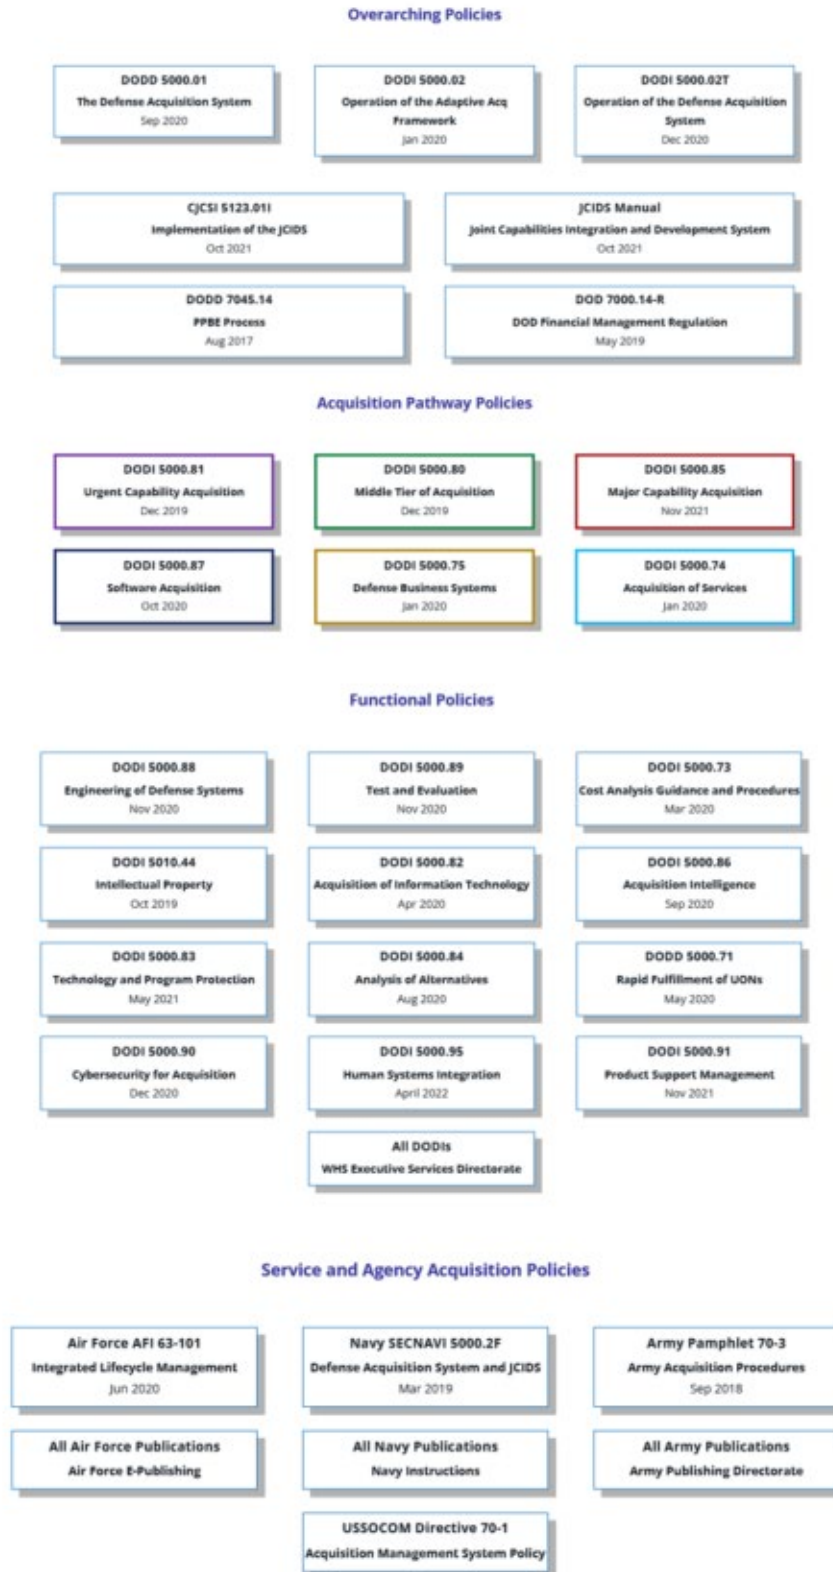 Overarching Policies
DODD 5000.01
The Defense Acquisition System
Sep 2020
DODI 5000.02
Operation of the Adaptive Acq
Framework
Jan 2020
DODI 5000.02T
Operation of the Defense Acquisition
System
Dec 2020
CJCSI 5123.01I
Implementation of the JCIDS
Oct 2021
JCIDS Manual
Joint Capabilities Integration and Development System
Oct 2021
DODD 7045.14
PPBE Process
Aug 2017
DOD 7000.14-R
DOD Financial Management Regulation
May 2019
Acquisition Pathway Policies
DODI 5000.81
Urgent Capability Acquisition
Dec 2019
DODI 5000.80
Middle Tier of Acquisition
Dec 2019
DODI 5000.85
Major Capability Acquisition
Nov 2021
DODI 5000.87
Software Acquisition
Oct 2020
DODI 5000.75
Defense Business Systems
Jan 2020
DODI 5000.74
Acquisition of Services
Jan 2020
Functional Policies
DODI 5000.88
Engineering of Defense Systems
Nov 2020
DODI 5000.89
Test and Evaluation
Nov 2020
DODI 5000.73
Cost Analysis Guidance and Procedures
Mar 2020
DODI 5010.44
Intellectual Property
Oct 2019
DODI 5000.82
Acquisition of Information Technology
Apr 2020
DODI 5000.86
Acquisition Intelligence
Sep 2020
DODI 5000.83
Technology and Program Protection
May 2021
DODI 5000.84
Analysis of Alternatives
Aug 2020
DODD 5000.71
Rapid Fulfillment of UONs
May 2020
DODI 5000.90
Cybersecurity for Acquisition
Dec 2020
DODI 5000.95
Human Systems Integration
April 2022
DODI 5000.91
Product Support Management
Nov 2021
All DODIs
WHS Executive Services Directorate
Service and Agency Acquisition Policies
Air Force AFI 63-101
Integrated Lifecycle Management
Jun 2020
Navy SECNAVI 5000.2F
Defense Acquisition System and JCIDS
Mar 2019
Army Pamphlet 70-3
Army Acquisition Procedures
Sep 2018
All Air Force Publications
Air Force E-Publishing
All Navy Publications
Navy Instructions
All Army Publications
Army Publishing Directorate
USSOCOM Directive 70-1
Acquisition Management System Policy